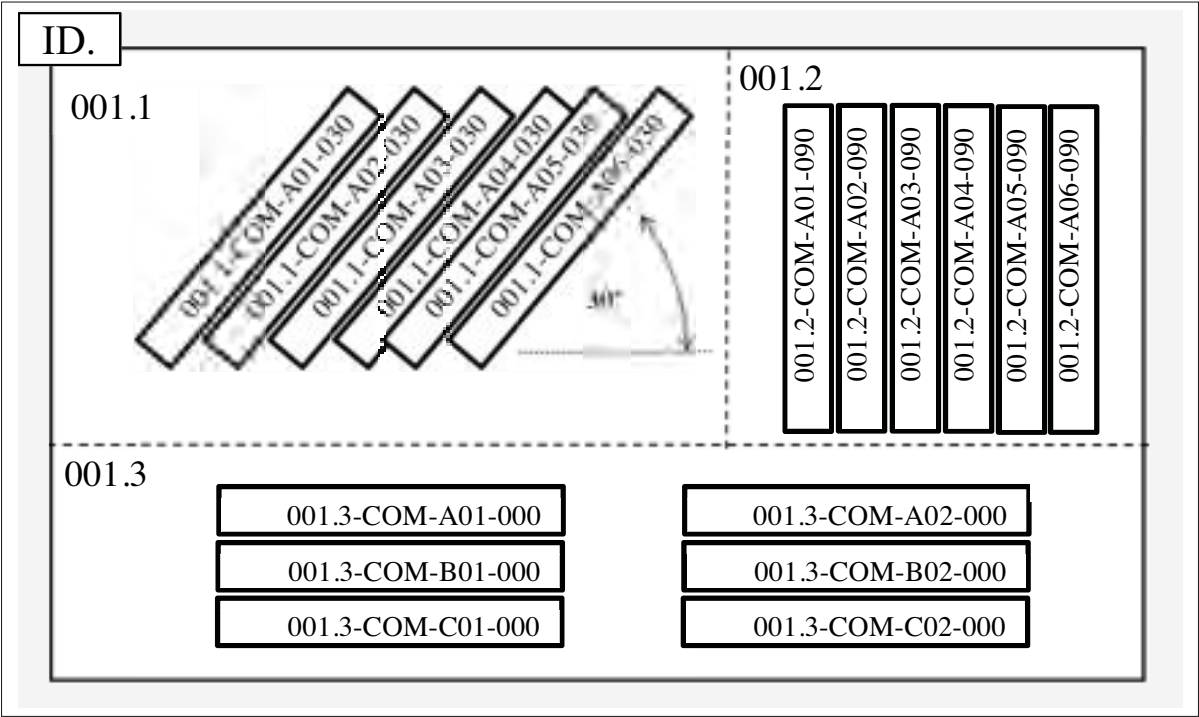 ID.
001.1
001.1-COM-A01-030
001.1-COM-A02-030
001.1-COM-A03-030
001.1-COM-A04-030
001.1-COM-A05-030
001.1-COM-A06-030
30°
001.2
001.2-COM-A01-090
001.2-COM-A02-090
001.2-COM-A03-090
001.2-COM-A04-090
001.2-COM-A05-090
001.2-COM-A06-090
001.3
001.3-COM-A01-000
001.3-COM-A02-000
001.3-COM-B01-000
001.3-COM-B02-000
001.3-COM-C01-000
001.3-COM-C02-000